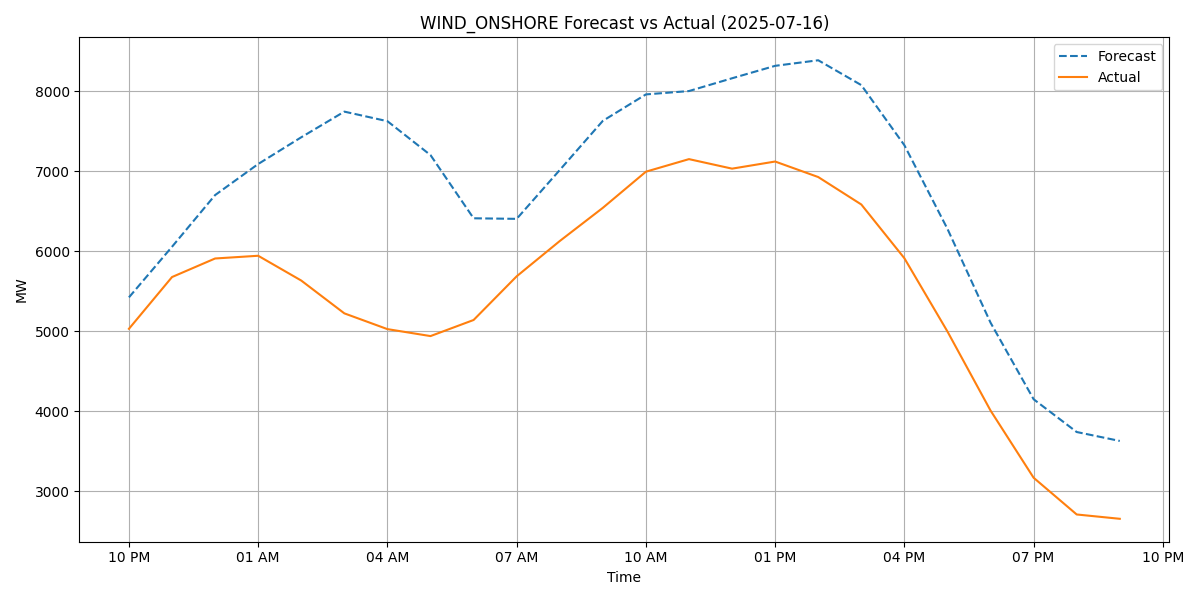 WIND_ONSHORE Forecast vs Actual (2025-07-16)
Forecast
Actual
MW
8000
7000
6000
5000
4000
3000
10 PM 01 AM 04 AM 07 AM 10 AM 01 PM 04 PM 07 PM 10 PM
Time